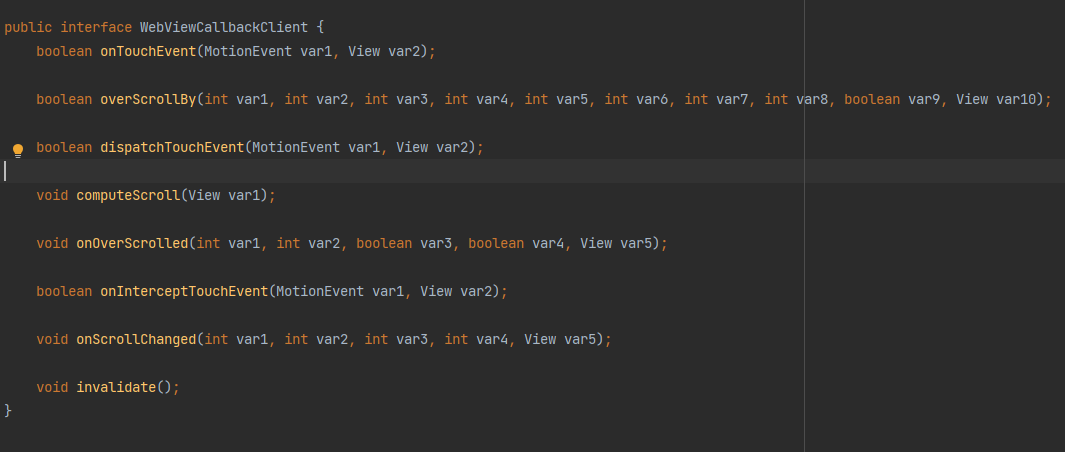 public interface WebViewCallbackClient {
    boolean onTouchEvent(MotionEvent var1, View var2);
    boolean overScrollBy(int var1, int var2, int var3, int var4, int var5, int var6, int var7, int var8, boolean var9, View var10);
    boolean dispatchTouchEvent(MotionEvent var1, View var2);
    void computeScroll(View var1);
    void onOverScrolled(int var1, int var2, boolean var3, boolean var4, View var5);
    boolean onInterceptTouchEvent(MotionEvent var1, View var2);
    void onScrollChanged(int var1, int var2, int var3, int var4, View var5);
    void invalidate();
}